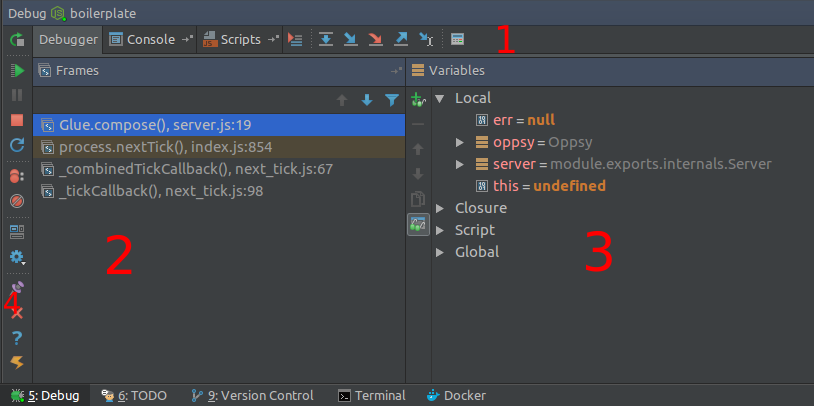 Debug boilerplate
Debugger Console Scripts 1
Frames Variables
Glue.compose(), server.js:19
process.nextTick(), index.js:854
_combinedTickCallback(), next_tick.js:67
_tickCallback(), next_tick.js:98
Local
err = null
oppsy = Oppsy
server = module.exports.internals.Server
this = undefined
Closure
Script
Global
2 3
4
5: Debug 6: TODO 9: Version Control Terminal Docker